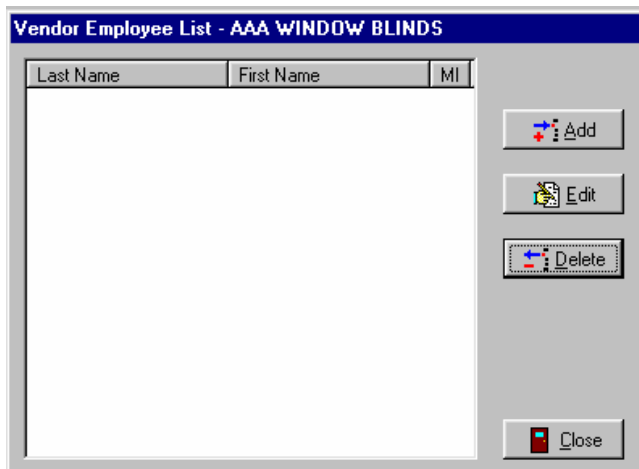 Vendor Employee List - AAA WINDOW BLINDS
Last Name First Name MI
Add
Edit
Delete
Close